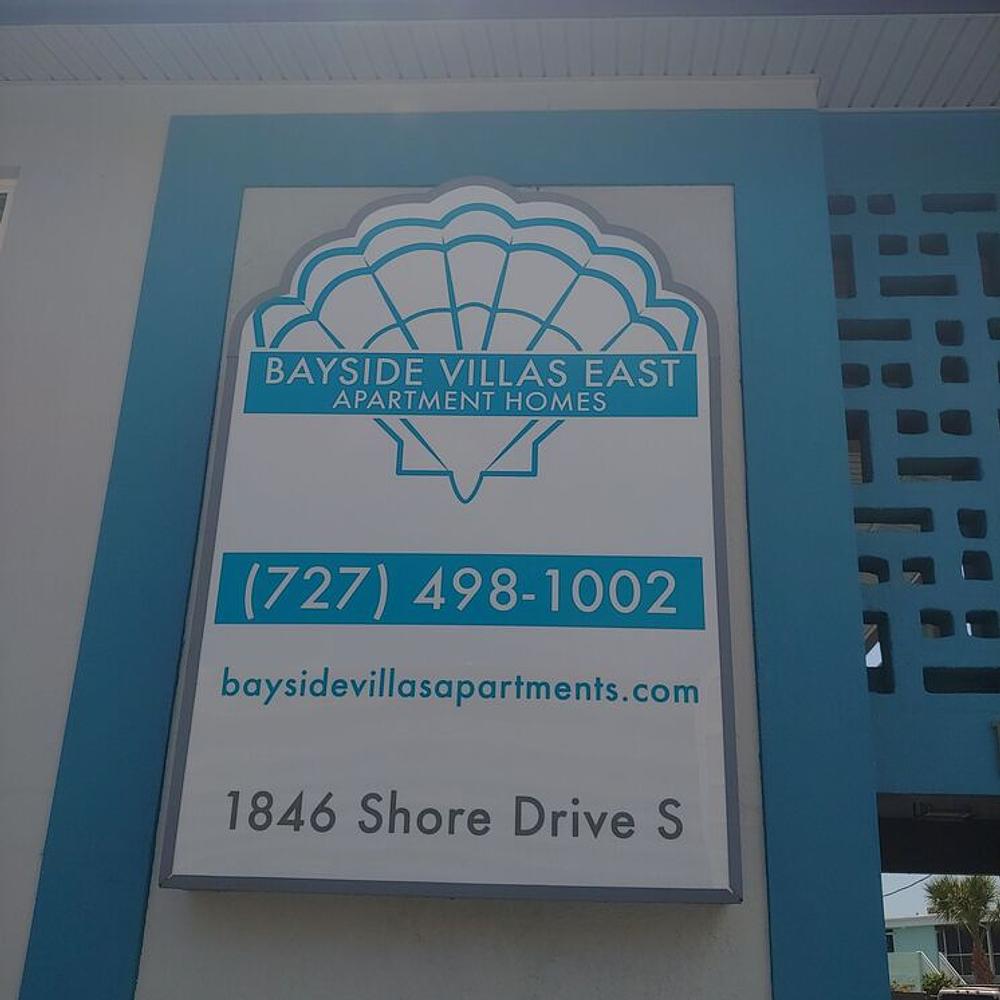 BAYSIDE VILLAS EAST
APARTMENT HOMES
(727) 498-1002
baysidevillasapartments.com
1846 Shore Drive S